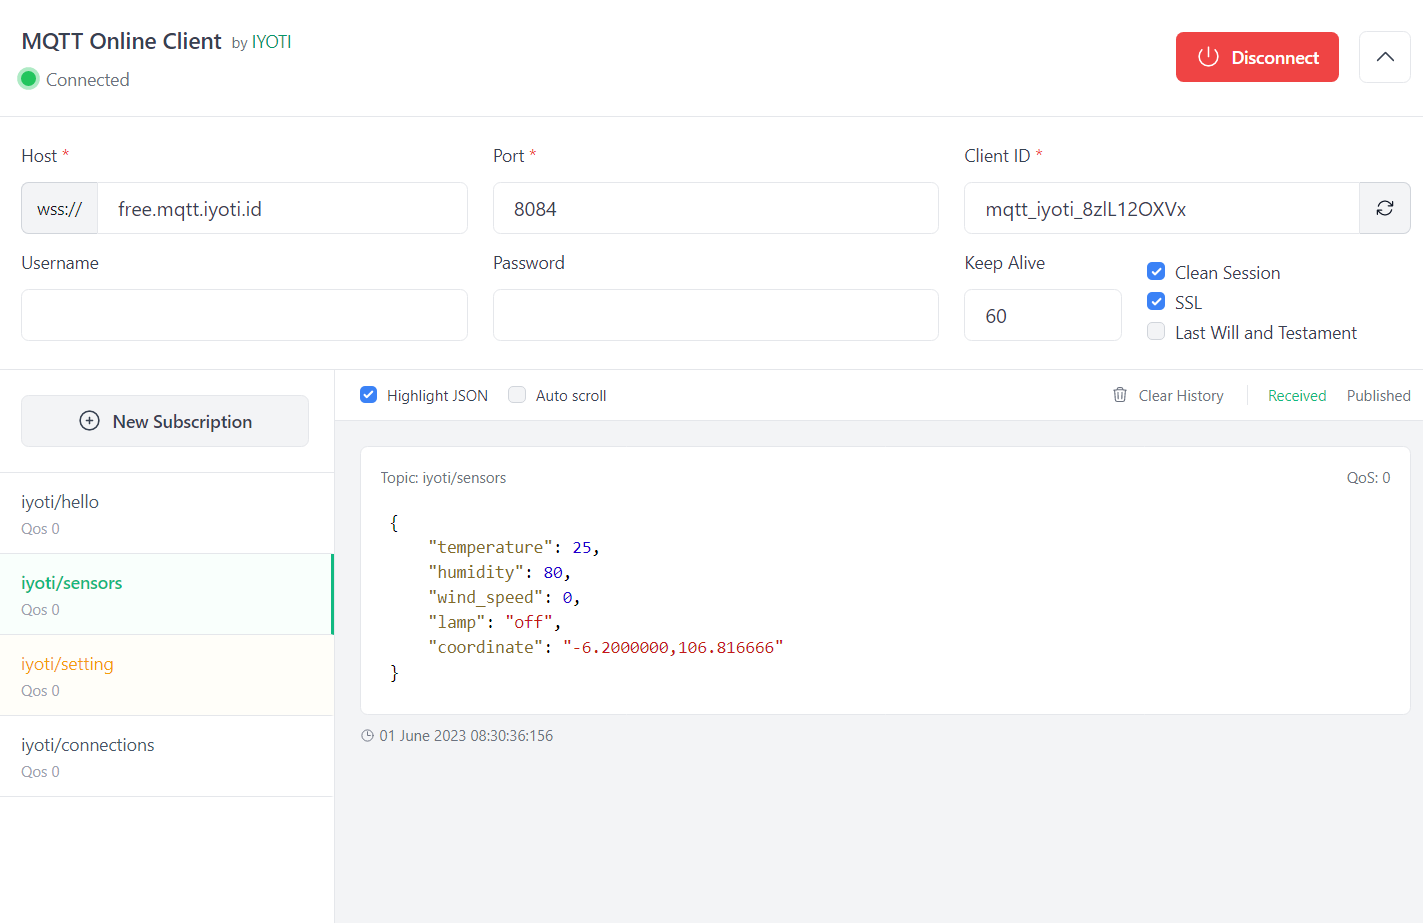 MQTT Online Client by IYOTI
Connected
Disconnect
Host *
Port *
Client ID *
wss://
free.mqtt.iyoti.id
8084
mqtt_iyoti_8zlL12OXVx
Username
Password
Keep Alive
60
Clean Session
SSL
Last Will and Testament
New Subscription
iyoti/hello
Qos 0
iyoti/sensors
Qos 0
iyoti/setting
Qos 0
iyoti/connections
Qos 0
Highlight JSON
Auto scroll
Clear History
Received
Published
Topic: iyoti/sensors
QoS: 0
{
"temperature": 25,
"humidity": 80,
"wind_speed": 0,
"lamp": "off",
"coordinate": "-6.2000000,106.816666"
}
01 June 2023 08:30:36:156